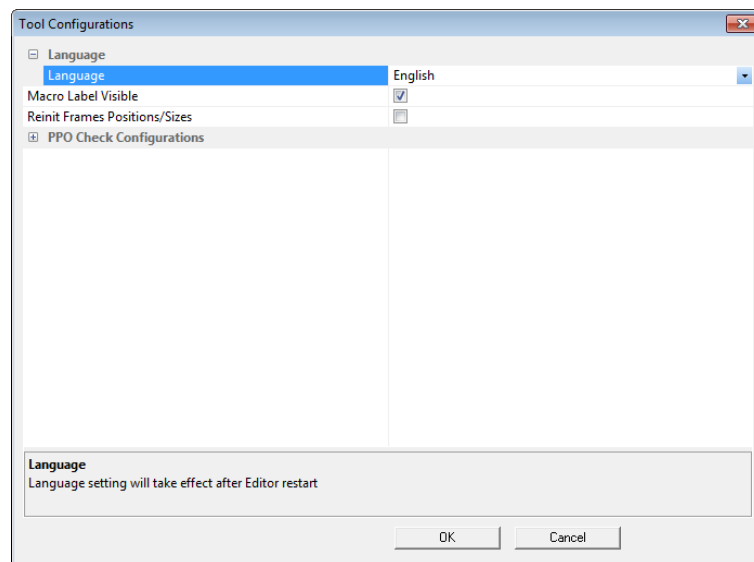 Tool Configurations
Language
Language English
Macro Label Visible
Reinit Frames Positions/Sizes
PPO Check Configurations
Language
Language setting will take effect after Editor restart
OK Cancel